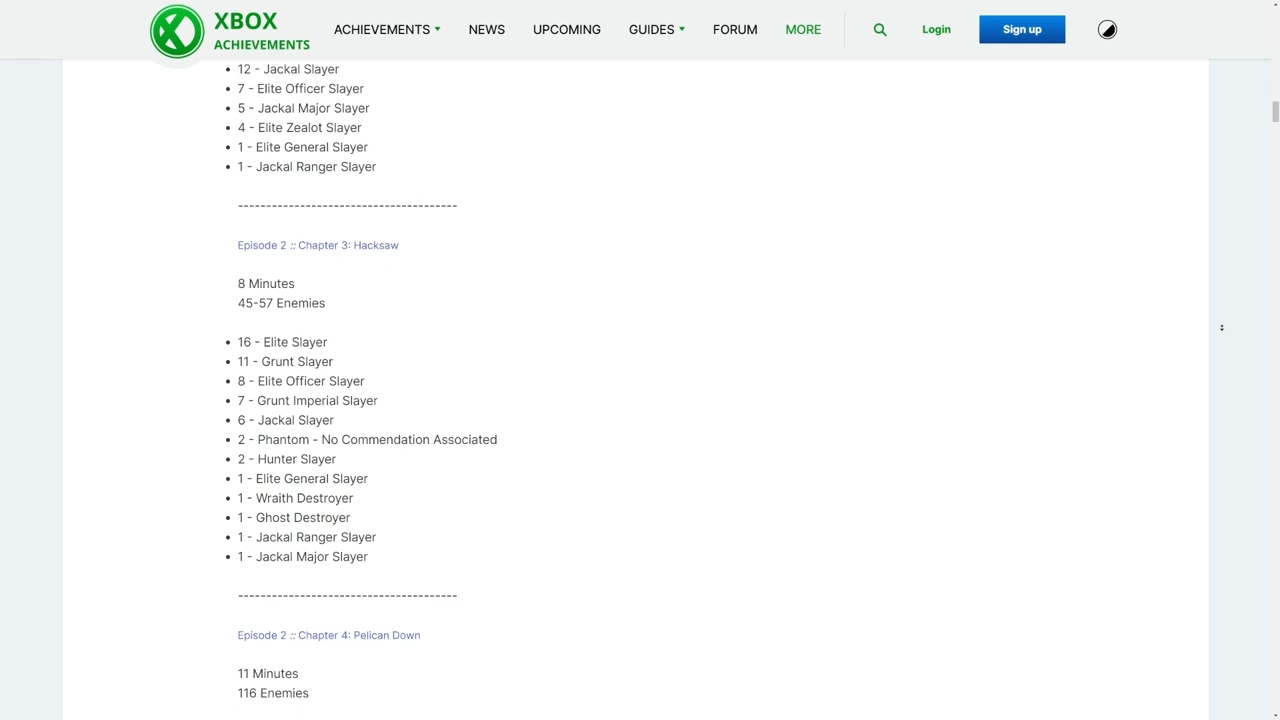 XBOX
ACHIEVEMENTS
ACHIEVEMENTS NEWS UPCOMING GUIDES FORUM MORE Login Sign up
• 12 - Jackal Slayer
• 7 - Elite Officer Slayer
• 5 - Jackal Major Slayer
• 4 - Elite Zealot Slayer
• 1 - Elite General Slayer
• 1 - Jackal Ranger Slayer
---------------------------------------
Episode 2 :: Chapter 3: Hacksaw
8 Minutes
45-57 Enemies
• 16 - Elite Slayer
• 11 - Grunt Slayer
• 8 - Elite Officer Slayer
• 7 - Grunt Imperial Slayer
• 6 - Jackal Slayer
• 2 - Phantom - No Commendation Associated
• 2 - Hunter Slayer
• 1 - Elite General Slayer
• 1 - Wraith Destroyer
• 1 - Ghost Destroyer
• 1 - Jackal Ranger Slayer
• 1 - Jackal Major Slayer
---------------------------------------
Episode 2 :: Chapter 4: Pelican Down
11 Minutes
116 Enemies